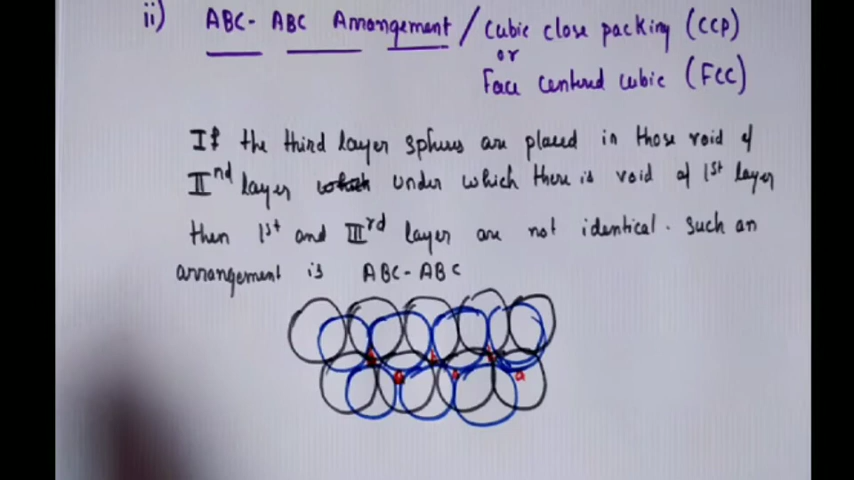 ii) ABC- ABC Arrangement / Cubic close packing (CCP)
or
Face centered cubic (FCC)
If the third layer spheres are placed in those void of
IInd layer which under which there is void of 1st layer
then 1st and IIIrd layer are not identical. Such an
arrangement is ABC-ABC
a